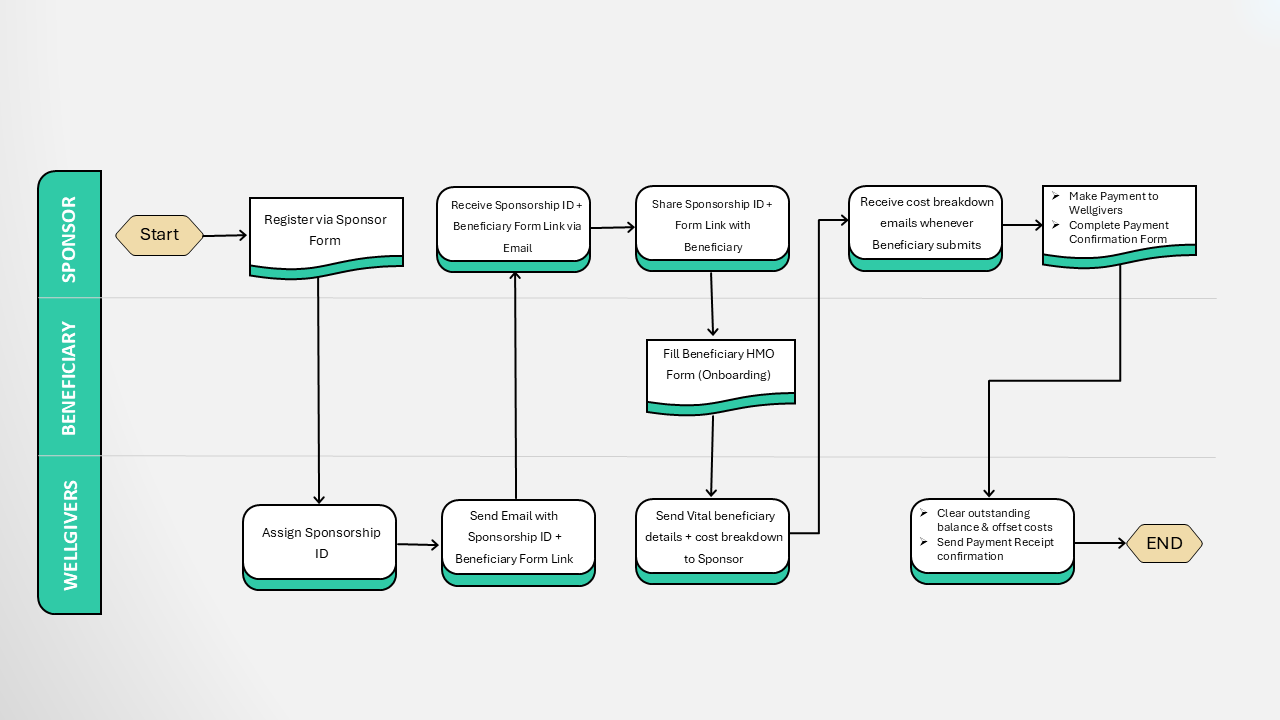 SPONSOR
Start
Register via Sponsor
Form
Receive Sponsorship ID +
Beneficiary Form Link via
Email
Share Sponsorship ID +
Form Link with
Beneficiary
Receive cost breakdown
emails whenever
Beneficiary submits
➢ Make Payment to
Wellgivers
➢ Complete Payment
Confirmation Form
BENEFICIARY
Fill Beneficiary HMO
Form (Onboarding)
WELLGIVERS
Assign Sponsorship
ID
Send Email with
Sponsorship ID +
Beneficiary Form Link
Send Vital beneficiary
details + cost breakdown
to Sponsor
➢ Clear outstanding
balance & offset costs
➢ Send Payment Receipt
confirmation
END